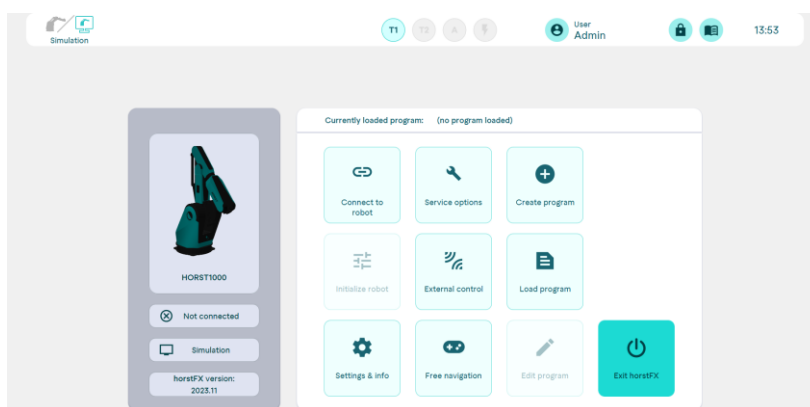 Simulation
T1
T2
A
User
Admin
13:53
Currently loaded program: (no program loaded)
HORST1000
Not connected
Simulation
horstFX version:
2023.11
Connect to
robot
Service options
Create program
Initialize robot
External control
Load program
Settings & info
Free navigation
Edit program
Exit horstFX